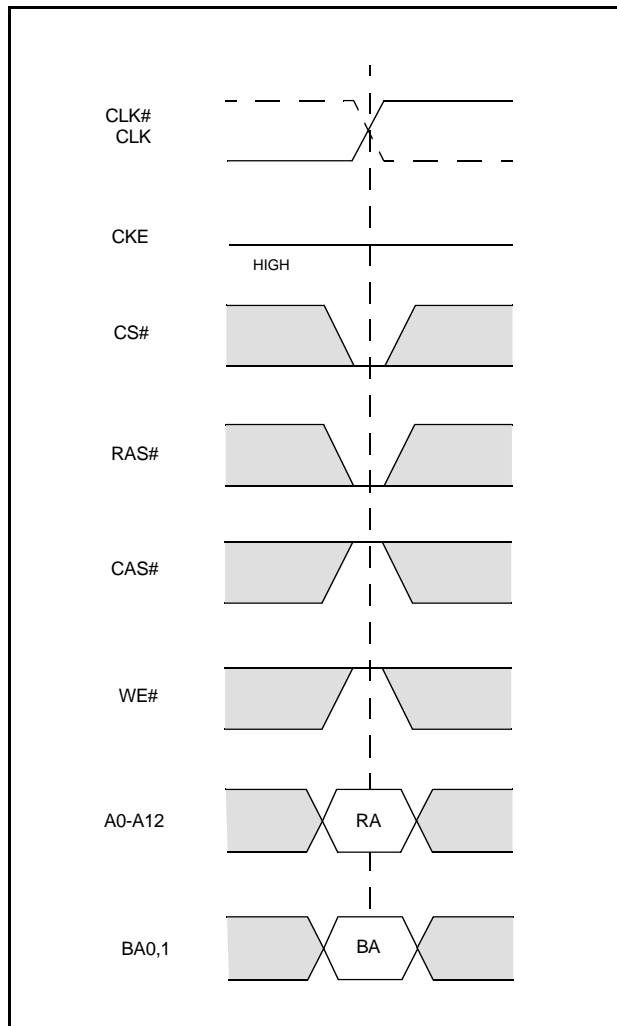 CLK#
CLK
CKE
HIGH
CS#
RAS#
CAS#
WE#
A0-A12
RA
BA0,1
BA